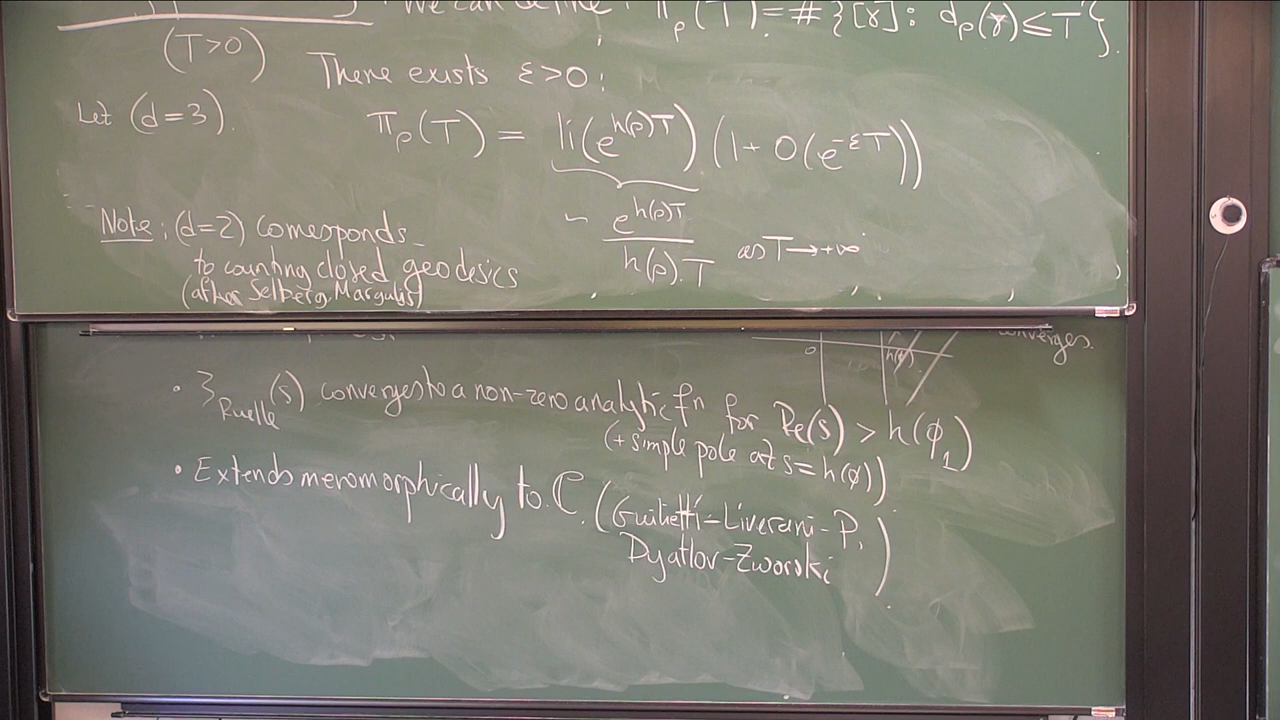 We can define : π_ρ(T) = #{[γ] : d_ρ(γ) ≤ T}.
(T>0)
There exists ε>0 :
Let (d=3).
π_ρ(T) = li(e^{h(ρ)T}) (1 + O(e^{-εT}))
~ e^{h(ρ)T} / h(ρ).T as T → +∞
Note : (d=2) corresponds
to counting closed geodesics
(after Selberg, Margulis)
converges.
0 h(φ)
• ζ_Ruelle(s) converges to a non-zero analytic fn for Re(s) > h(φ_1)
(+ simple pole at s = h(φ))
• Extends meromorphically to ℂ. (Guilietti-Liverani-P.
Dyatlov-Zworski)